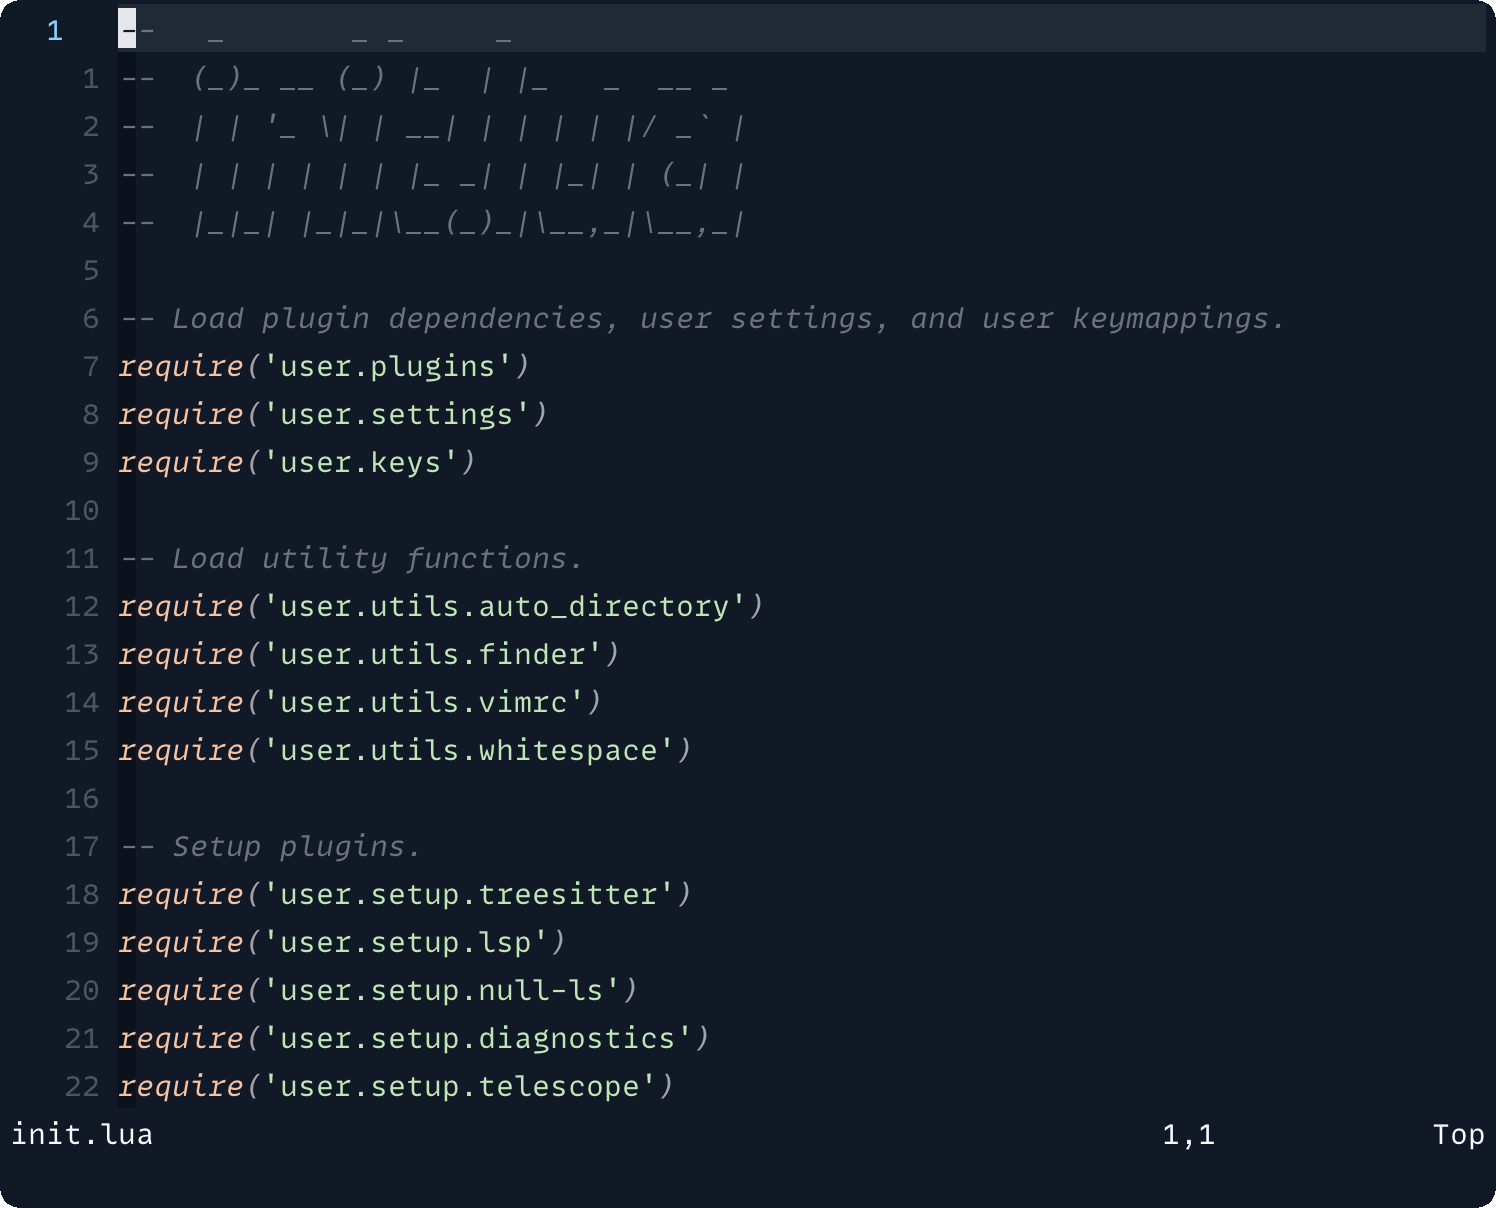 1   --   _       _ _     _
  1 --  (_)_ __ (_) |_  | |_   _  __ _
  2 --  | | '_ \| | __| | | | | |/ _` |
  3 --  | | | | | | |_ _| | |_| | (_| |
  4 --  |_|_| |_|_|\__(_)_|\__,_|\__,_|
  5
  6 -- Load plugin dependencies, user settings, and user keymappings.
  7 require('user.plugins')
  8 require('user.settings')
  9 require('user.keys')
 10
 11 -- Load utility functions.
 12 require('user.utils.auto_directory')
 13 require('user.utils.finder')
 14 require('user.utils.vimrc')
 15 require('user.utils.whitespace')
 16
 17 -- Setup plugins.
 18 require('user.setup.treesitter')
 19 require('user.setup.lsp')
 20 require('user.setup.null-ls')
 21 require('user.setup.diagnostics')
 22 require('user.setup.telescope')
init.lua 1,1 Top